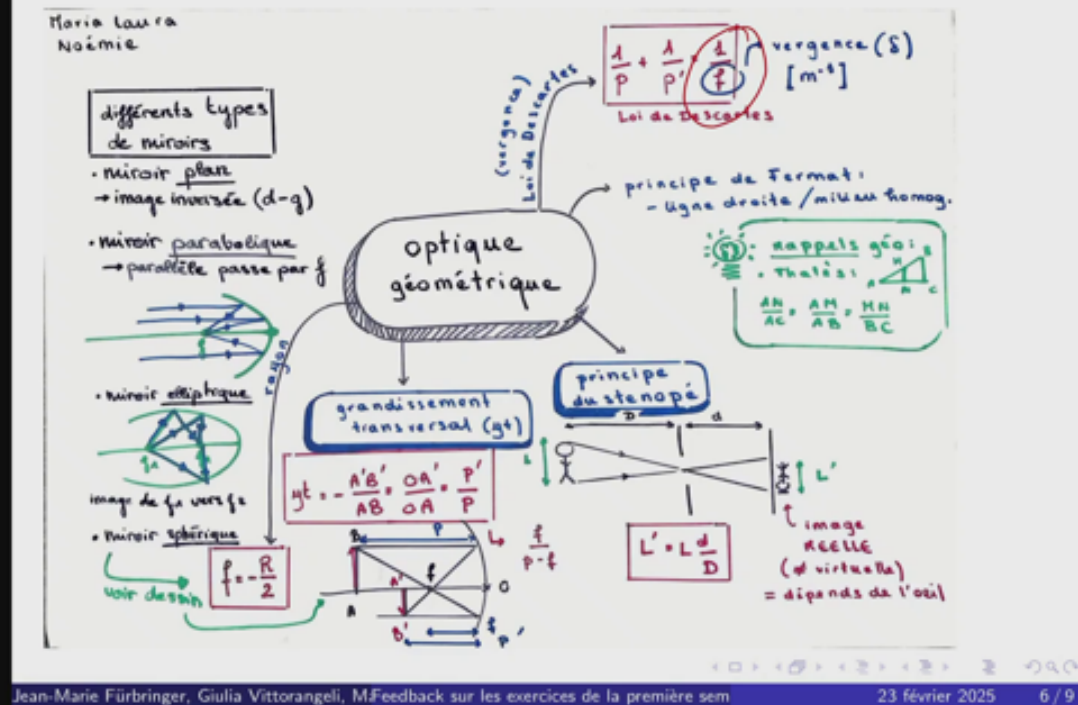 Maria Laura
Noémie
différents types
de miroirs
• miroir plan
→ image inversée (d-g)
• miroir parabolique
→ parallèle passe par f
• miroir elliptique
f₁ f₂
image de f₁ vers f₂
• miroir sphérique
voir dessin
f = - R/2
rayon
optique
géométrique
(vergence)
Loi de Descartes
1/p + 1/p' = 1/f
vergence (δ)
[m⁻¹]
Loi de Descartes
principe de Fermat :
- ligne droite / milieu homog.
Rappels géo :
• Thalès :
A M B N C
AN/AC = AM/AB = MN/BC
grandissement
transversal (gt)
gt = - A'B'/AB = OA'/OA = P'/P
↳ f/p-f
B P
A' f O
A
B' f
P'
principe
du stenopé
D d
L L'
L' = L d/D
image
REELLE
(≠ virtuelle)
= dépends de l'oeil
Jean-Marie Fürbringer, Giulia Vittorangeli, M
Feedback sur les exercices de la première sem
23 février 2025
6 / 9